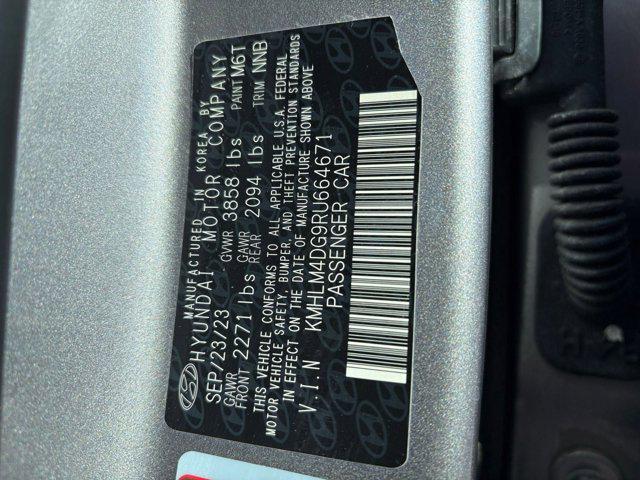 MANUFACTURED IN KOREA BY
HYUNDAI MOTOR COMPANY
SEP/23/23 GVWR 3858 lbs PAINT M6T
GAWR FRONT 2271 lbs GAWR REAR 2094 lbs TRIM NNB
THIS VEHICLE CONFORMS TO ALL APPLICABLE U.S.A. FEDERAL
MOTOR VEHICLE SAFETY, BUMPER, AND THEFT PREVENTION STANDARDS
IN EFFECT ON THE DATE OF MANUFACTURE SHOWN ABOVE
V.I.N KMHLM4DG9RU664671
PASSENGER CAR